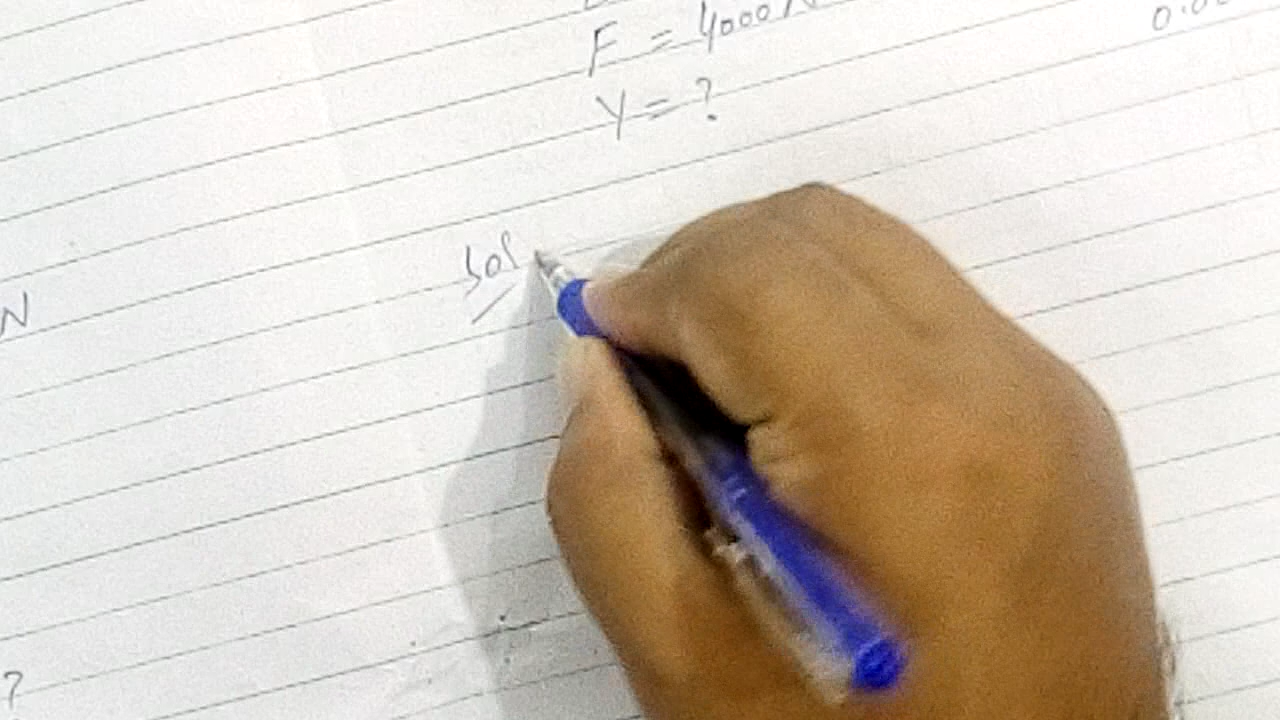 F = 4000 N
Y = ?
Sol
N
?